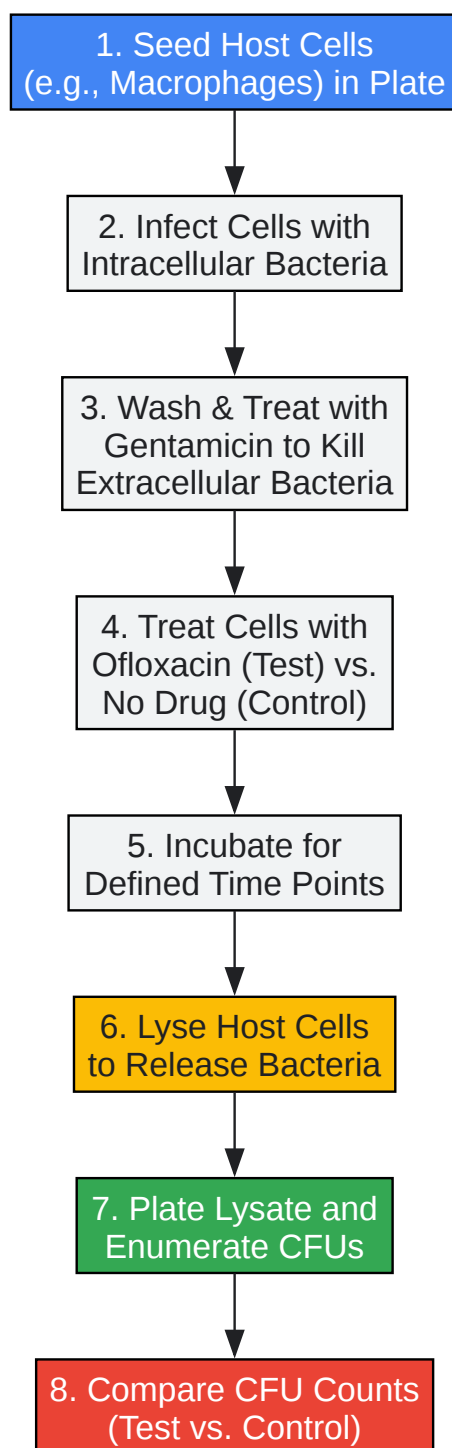 1. Seed Host Cells
(e.g., Macrophages) in Plate
2. Infect Cells with
Intracellular Bacteria
3. Wash & Treat with
Gentamicin to Kill
Extracellular Bacteria
4. Treat Cells with
Ofloxacin (Test) vs.
No Drug (Control)
5. Incubate for
Defined Time Points
6. Lyse Host Cells
to Release Bacteria
7. Plate Lysate and
Enumerate CFUs
8. Compare CFU Counts
(Test vs. Control)